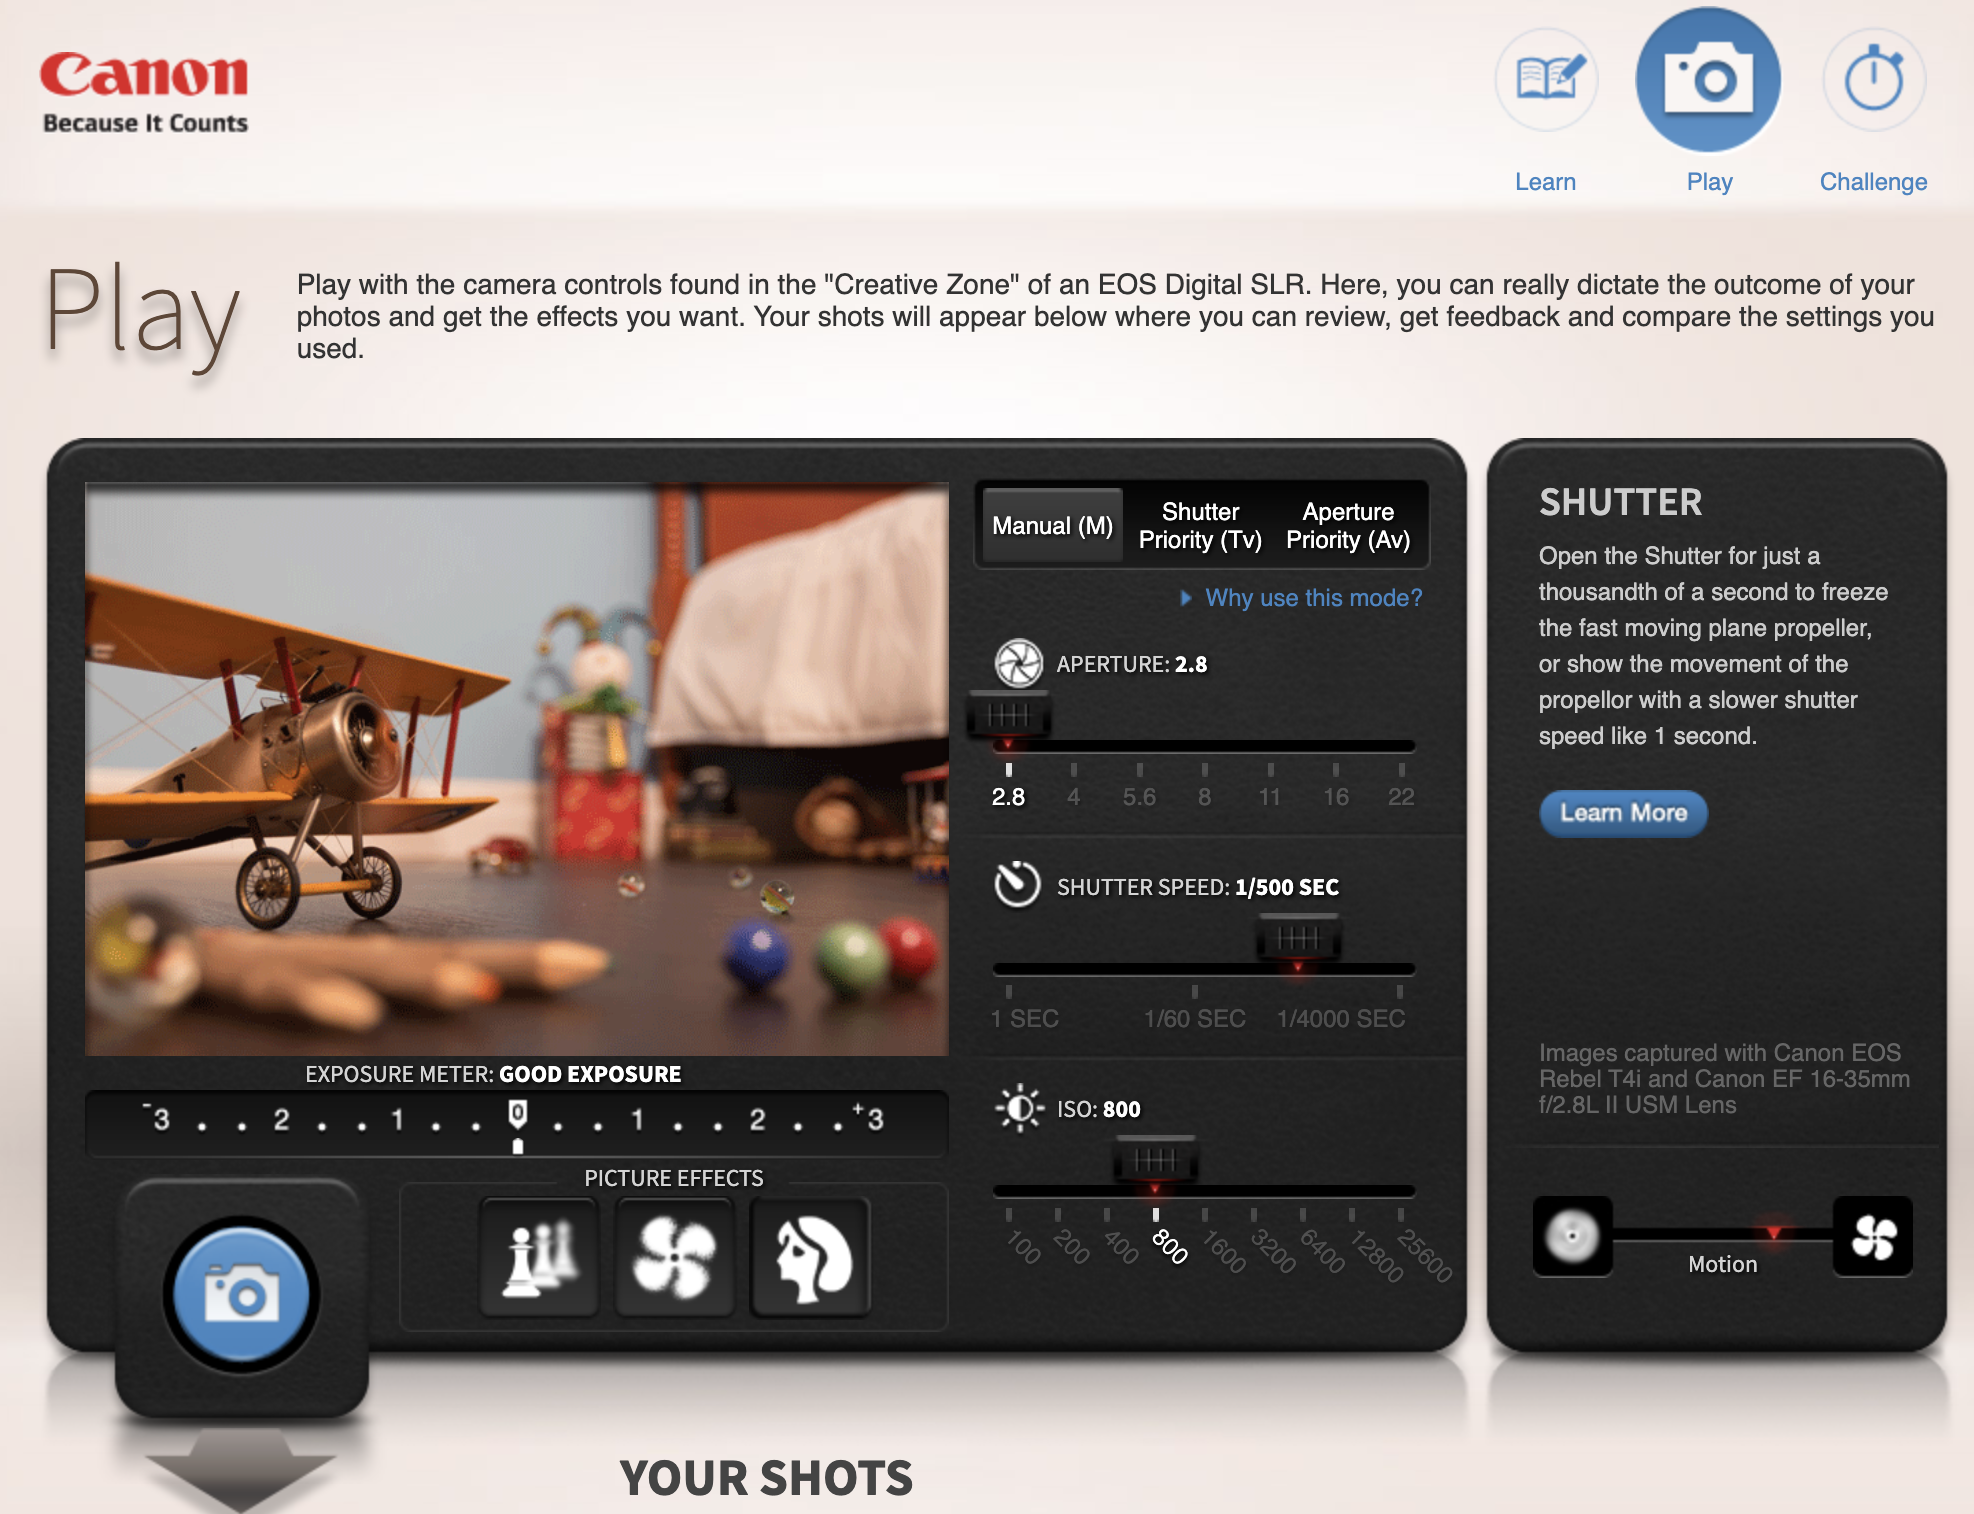 Canon
Because It Counts
Learn
Play
Challenge
Play
Play with the camera controls found in the "Creative Zone" of an EOS Digital SLR. Here, you can really dictate the outcome of your
photos and get the effects you want. Your shots will appear below where you can review, get feedback and compare the settings you
used.
Manual (M)
Shutter
Priority (Tv)
Aperture
Priority (Av)
Why use this mode?
APERTURE: 2.8
2.8 4 5.6 8 11 16 22
SHUTTER SPEED: 1/500 SEC
1 SEC 1/60 SEC 1/4000 SEC
ISO: 800
100 200 400 800 1600 3200 6400 12800 25600
EXPOSURE METER: GOOD EXPOSURE
-3 . . 2 . . 1 . . 0 . . 1 . . 2 . . +3
PICTURE EFFECTS
SHUTTER
Open the Shutter for just a
thousandth of a second to freeze
the fast moving plane propeller,
or show the movement of the
propellor with a slower shutter
speed like 1 second.
Learn More
Images captured with Canon EOS
Rebel T4i and Canon EF 16-35mm
f/2.8L II USM Lens
Motion
YOUR SHOTS